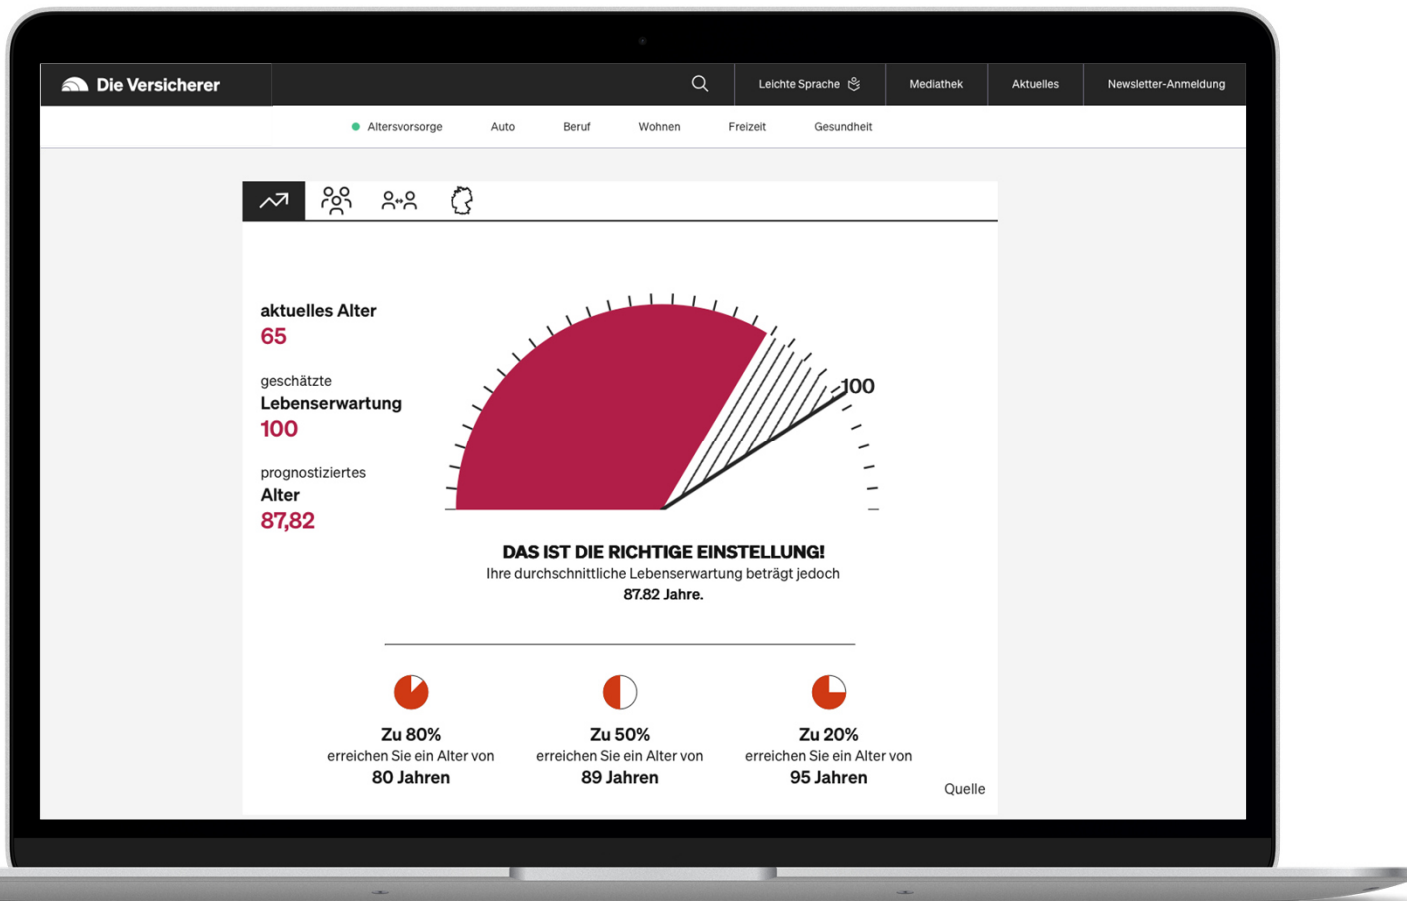 Die Versicherer
Leichte Sprache
Mediathek
Aktuelles
Newsletter-Anmeldung
Altersvorsorge
Auto
Beruf
Wohnen
Freizeit
Gesundheit
aktuelles Alter
65
geschätzte
Lebenserwartung
100
prognostiziertes
Alter
87,82
100
DAS IST DIE RICHTIGE EINSTELLUNG!
Ihre durchschnittliche Lebenserwartung beträgt jedoch
87.82 Jahre.
Zu 80%
erreichen Sie ein Alter von
80 Jahren
Zu 50%
erreichen Sie ein Alter von
89 Jahren
Zu 20%
erreichen Sie ein Alter von
95 Jahren
Quelle